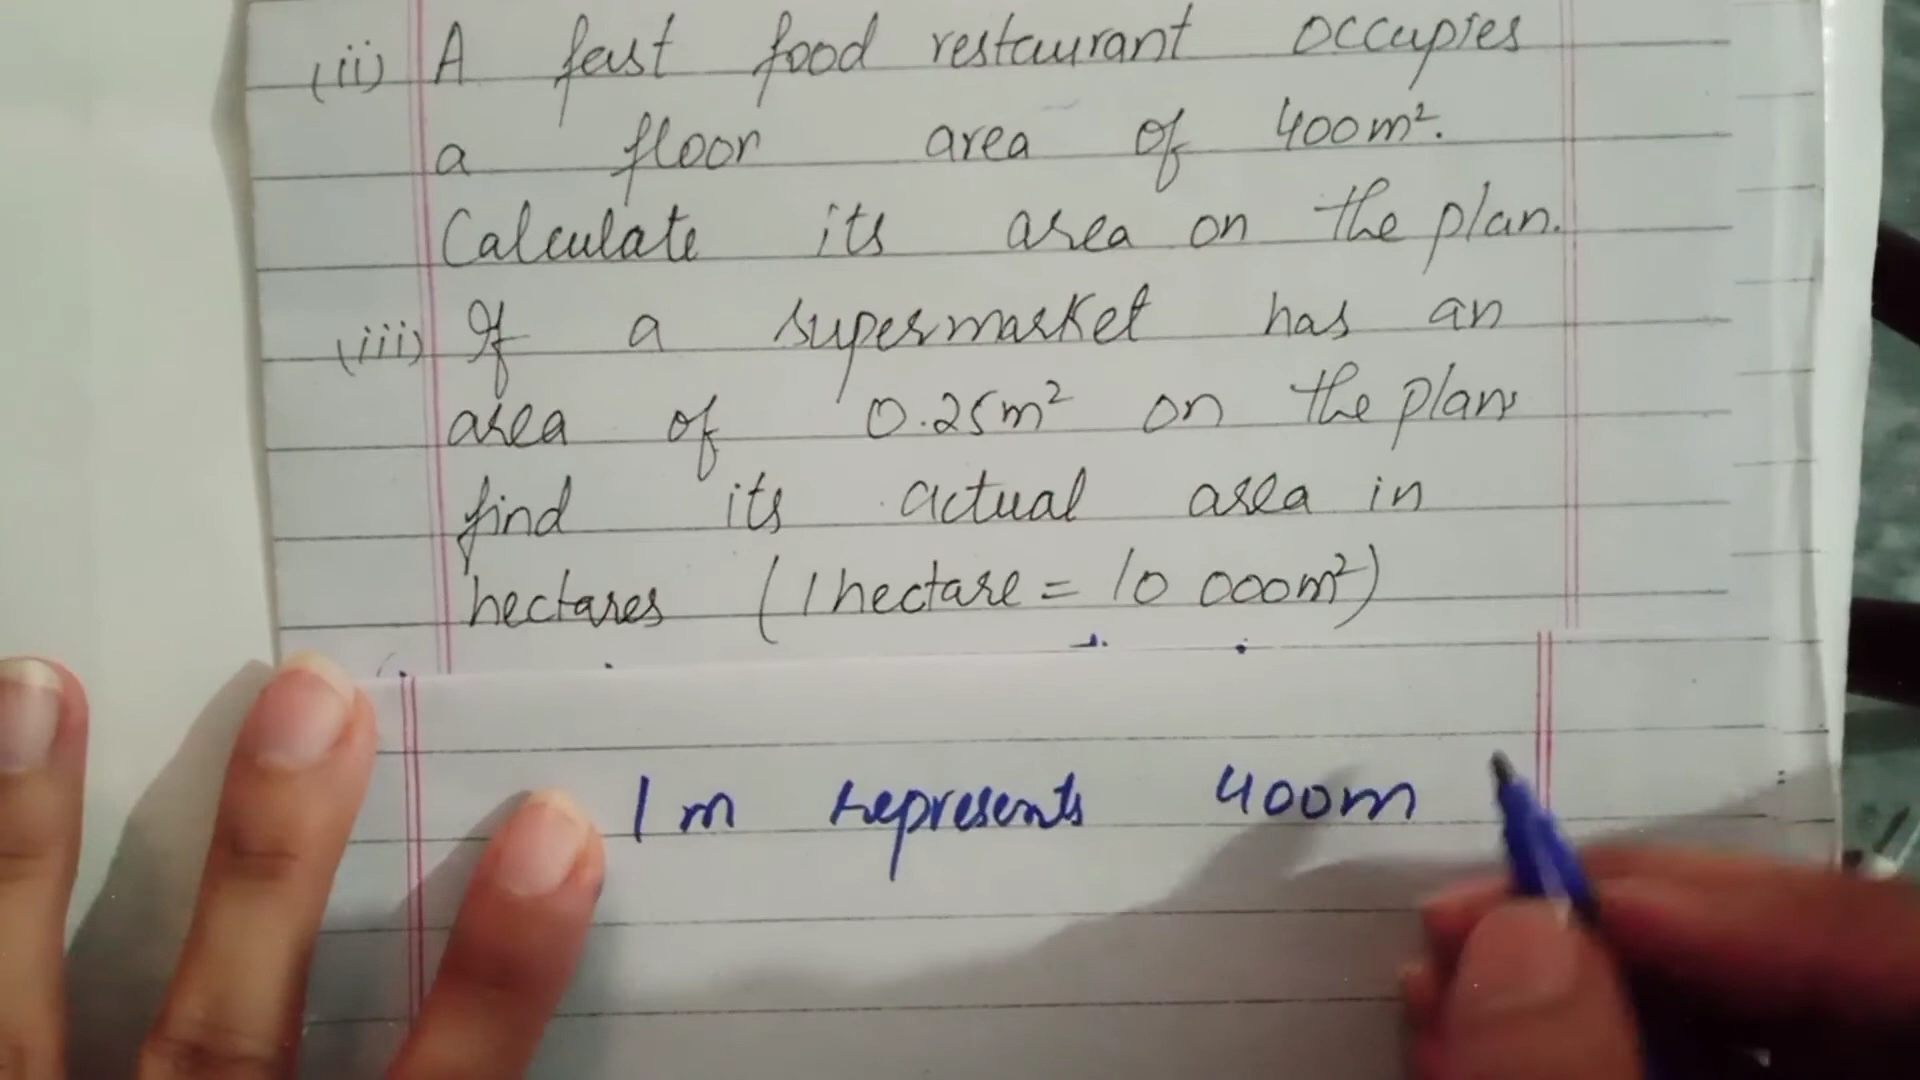 (ii) A fast food restaurant occupies
a floor area of 400m².
Calculate its area on the plan.
(iii) If a supermarket has an
area of 0.25m² on the plan
find its actual area in
hectares (1 hectare = 10 000m²)
1 m represents 400m